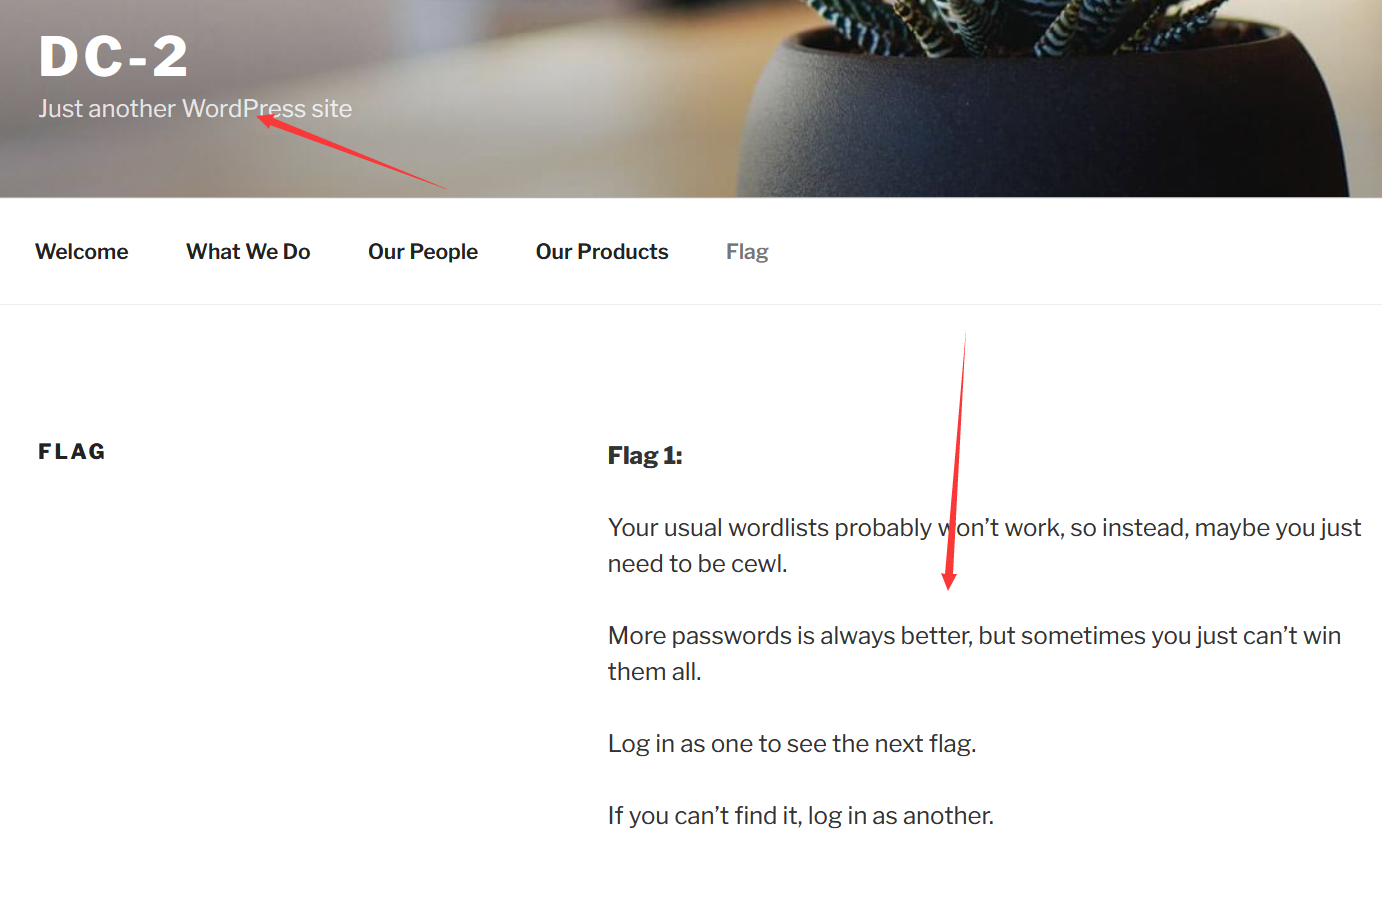 DC-2
Just another WordPress site
Welcome What We Do Our People Our Products Flag
FLAG
Flag 1:
Your usual wordlists probably won’t work, so instead, maybe you just
need to be cewl.
More passwords is always better, but sometimes you just can’t win
them all.
Log in as one to see the next flag.
If you can’t find it, log in as another.